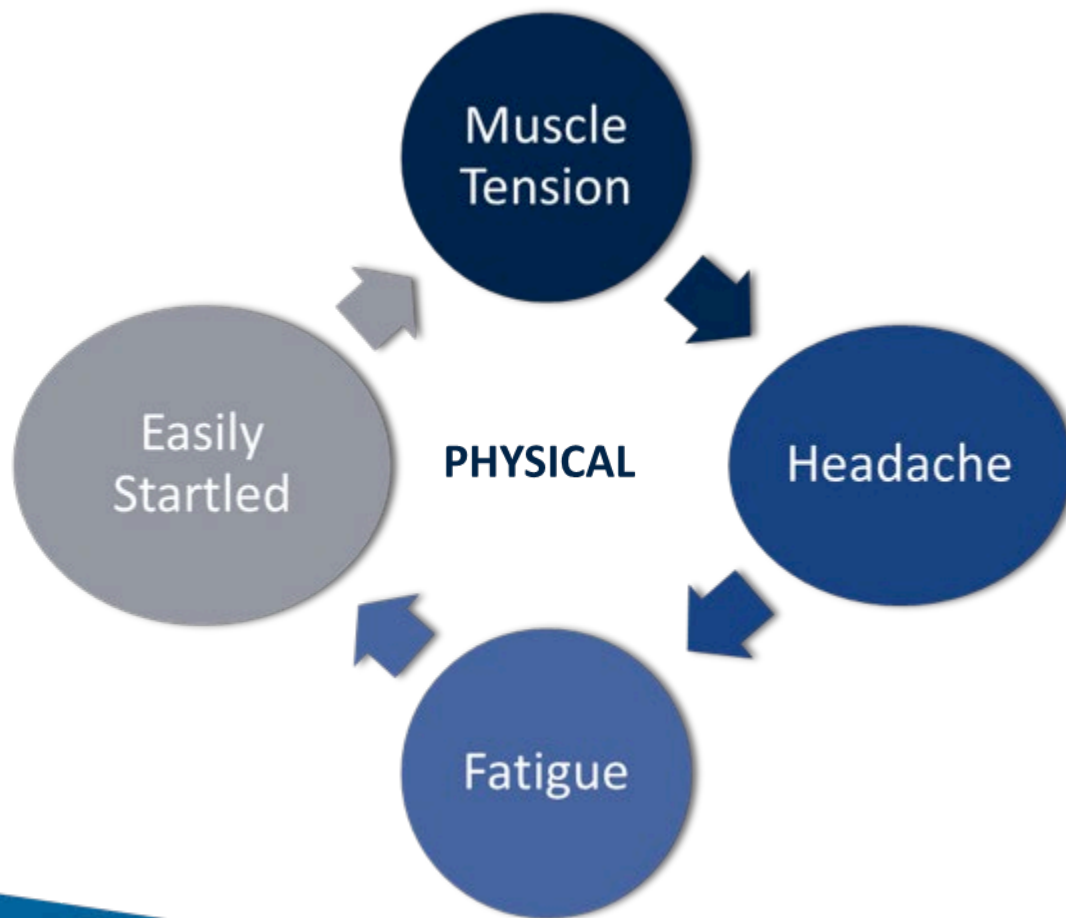 Muscle
Tension
Easily
Startled
PHYSICAL
Headache
Fatigue